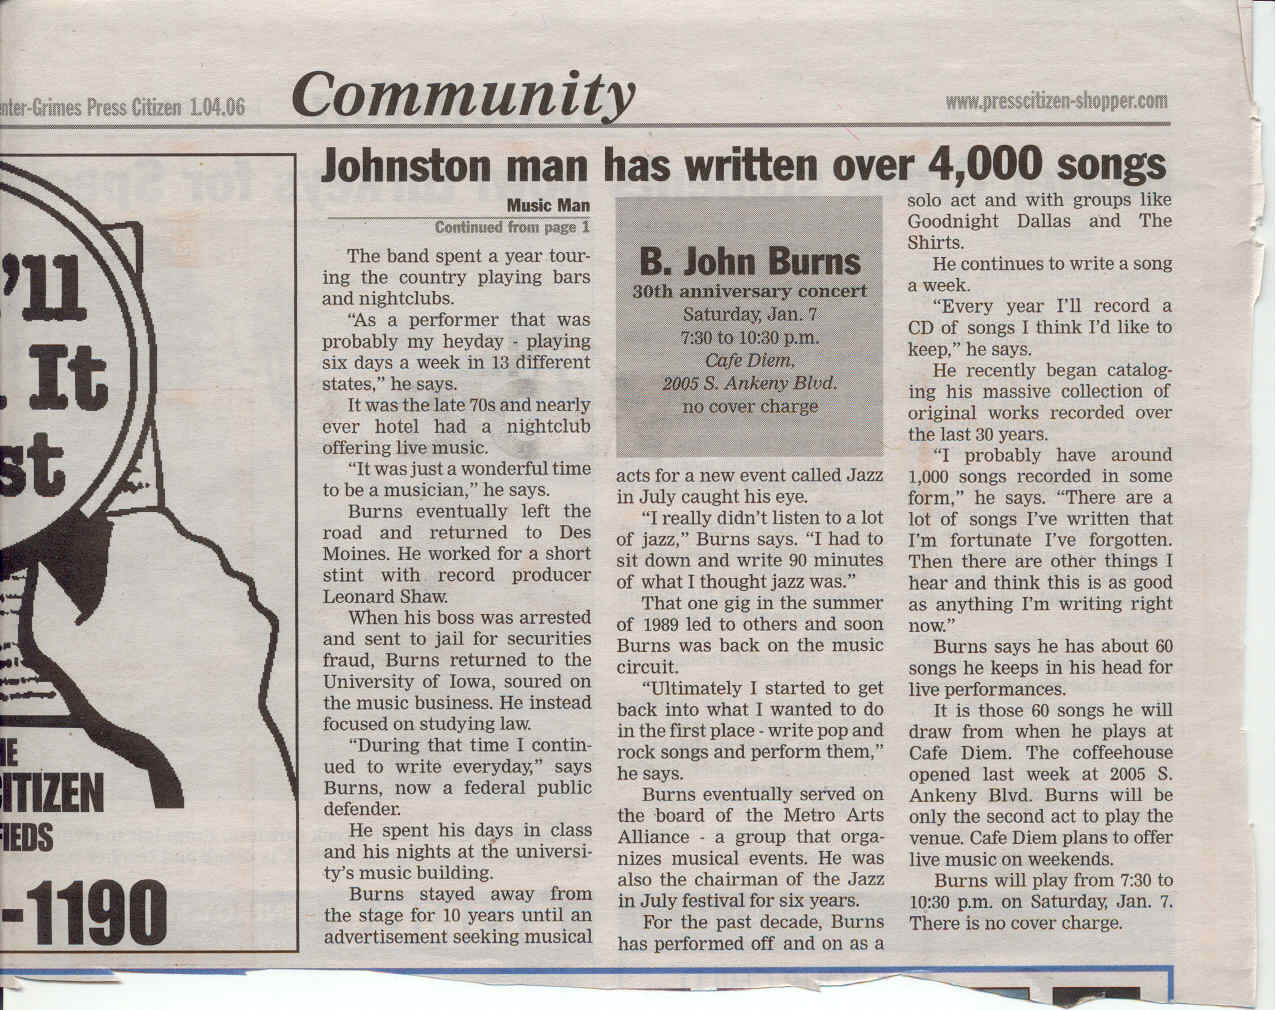 nter-Grimes Press Citizen 1.04.06
Community
www.presscitizen-shopper.com
'll
It
st
HE
CITIZEN
IEDS
-1190
Johnston man has written over 4,000 songs
Music Man
Continued from page 1
The band spent a year tour-
ing the country playing bars
and nightclubs.
“As a performer that was
probably my heyday - playing
six days a week in 13 different
states,” he says.
It was the late 70s and nearly
ever hotel had a nightclub
offering live music.
“It was just a wonderful time
to be a musician,” he says.
Burns eventually left the
road and returned to Des
Moines. He worked for a short
stint with record producer
Leonard Shaw.
When his boss was arrested
and sent to jail for securities
fraud, Burns returned to the
University of Iowa, soured on
the music business. He instead
focused on studying law.
“During that time I contin-
ued to write everyday,” says
Burns, now a federal public
defender.
He spent his days in class
and his nights at the universi-
ty’s music building.
Burns stayed away from
the stage for 10 years until an
advertisement seeking musical
B. John Burns
30th anniversary concert
Saturday, Jan. 7
7:30 to 10:30 p.m.
Cafe Diem,
2005 S. Ankeny Blvd.
no cover charge
acts for a new event called Jazz
in July caught his eye.
“I really didn’t listen to a lot
of jazz,” Burns says. “I had to
sit down and write 90 minutes
of what I thought jazz was.”
That one gig in the summer
of 1989 led to others and soon
Burns was back on the music
circuit.
“Ultimately I started to get
back into what I wanted to do
in the first place - write pop and
rock songs and perform them,”
he says.
Burns eventually served on
the board of the Metro Arts
Alliance - a group that orga-
nizes musical events. He was
also the chairman of the Jazz
in July festival for six years.
For the past decade, Burns
has performed off and on as a
solo act and with groups like
Goodnight Dallas and The
Shirts.
He continues to write a song
a week.
“Every year I’ll record a
CD of songs I think I’d like to
keep,” he says.
He recently began catalog-
ing his massive collection of
original works recorded over
the last 30 years.
“I probably have around
1,000 songs recorded in some
form,” he says. “There are a
lot of songs I’ve written that
I’m fortunate I’ve forgotten.
Then there are other things I
hear and think this is as good
as anything I’m writing right
now.”
Burns says he has about 60
songs he keeps in his head for
live performances.
It is those 60 songs he will
draw from when he plays at
Cafe Diem. The coffeehouse
opened last week at 2005 S.
Ankeny Blvd. Burns will be
only the second act to play the
venue. Cafe Diem plans to offer
live music on weekends.
Burns will play from 7:30 to
10:30 p.m. on Saturday, Jan. 7.
There is no cover charge.